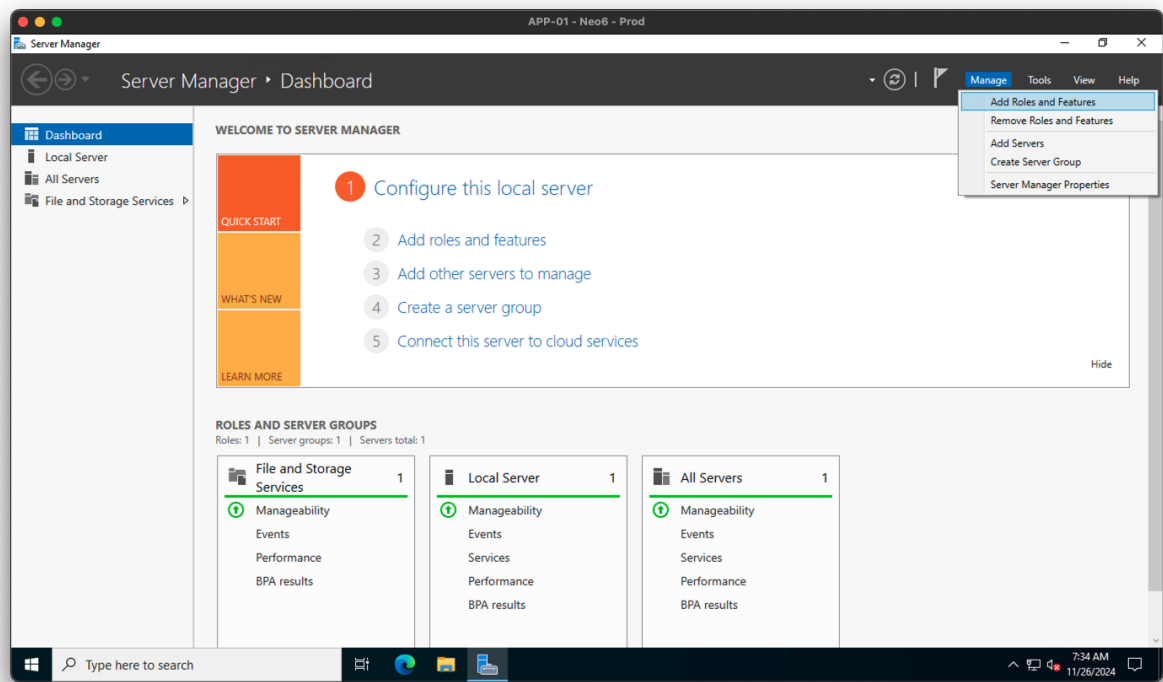 APP-01 - Neo6 - Prod
Server Manager
Server Manager • Dashboard
Manage Tools View Help
Add Roles and Features
Remove Roles and Features
Add Servers
Create Server Group
Server Manager Properties
Dashboard
Local Server
All Servers
File and Storage Services
WELCOME TO SERVER MANAGER
QUICK START
WHAT'S NEW
LEARN MORE
1 Configure this local server
2 Add roles and features
3 Add other servers to manage
4 Create a server group
5 Connect this server to cloud services
Hide
ROLES AND SERVER GROUPS
Roles: 1 | Server groups: 1 | Servers total: 1
File and Storage
Services 1
Manageability
Events
Performance
BPA results
Local Server 1
Manageability
Events
Services
Performance
BPA results
All Servers 1
Manageability
Events
Services
Performance
BPA results
Type here to search
7:34 AM
11/26/2024